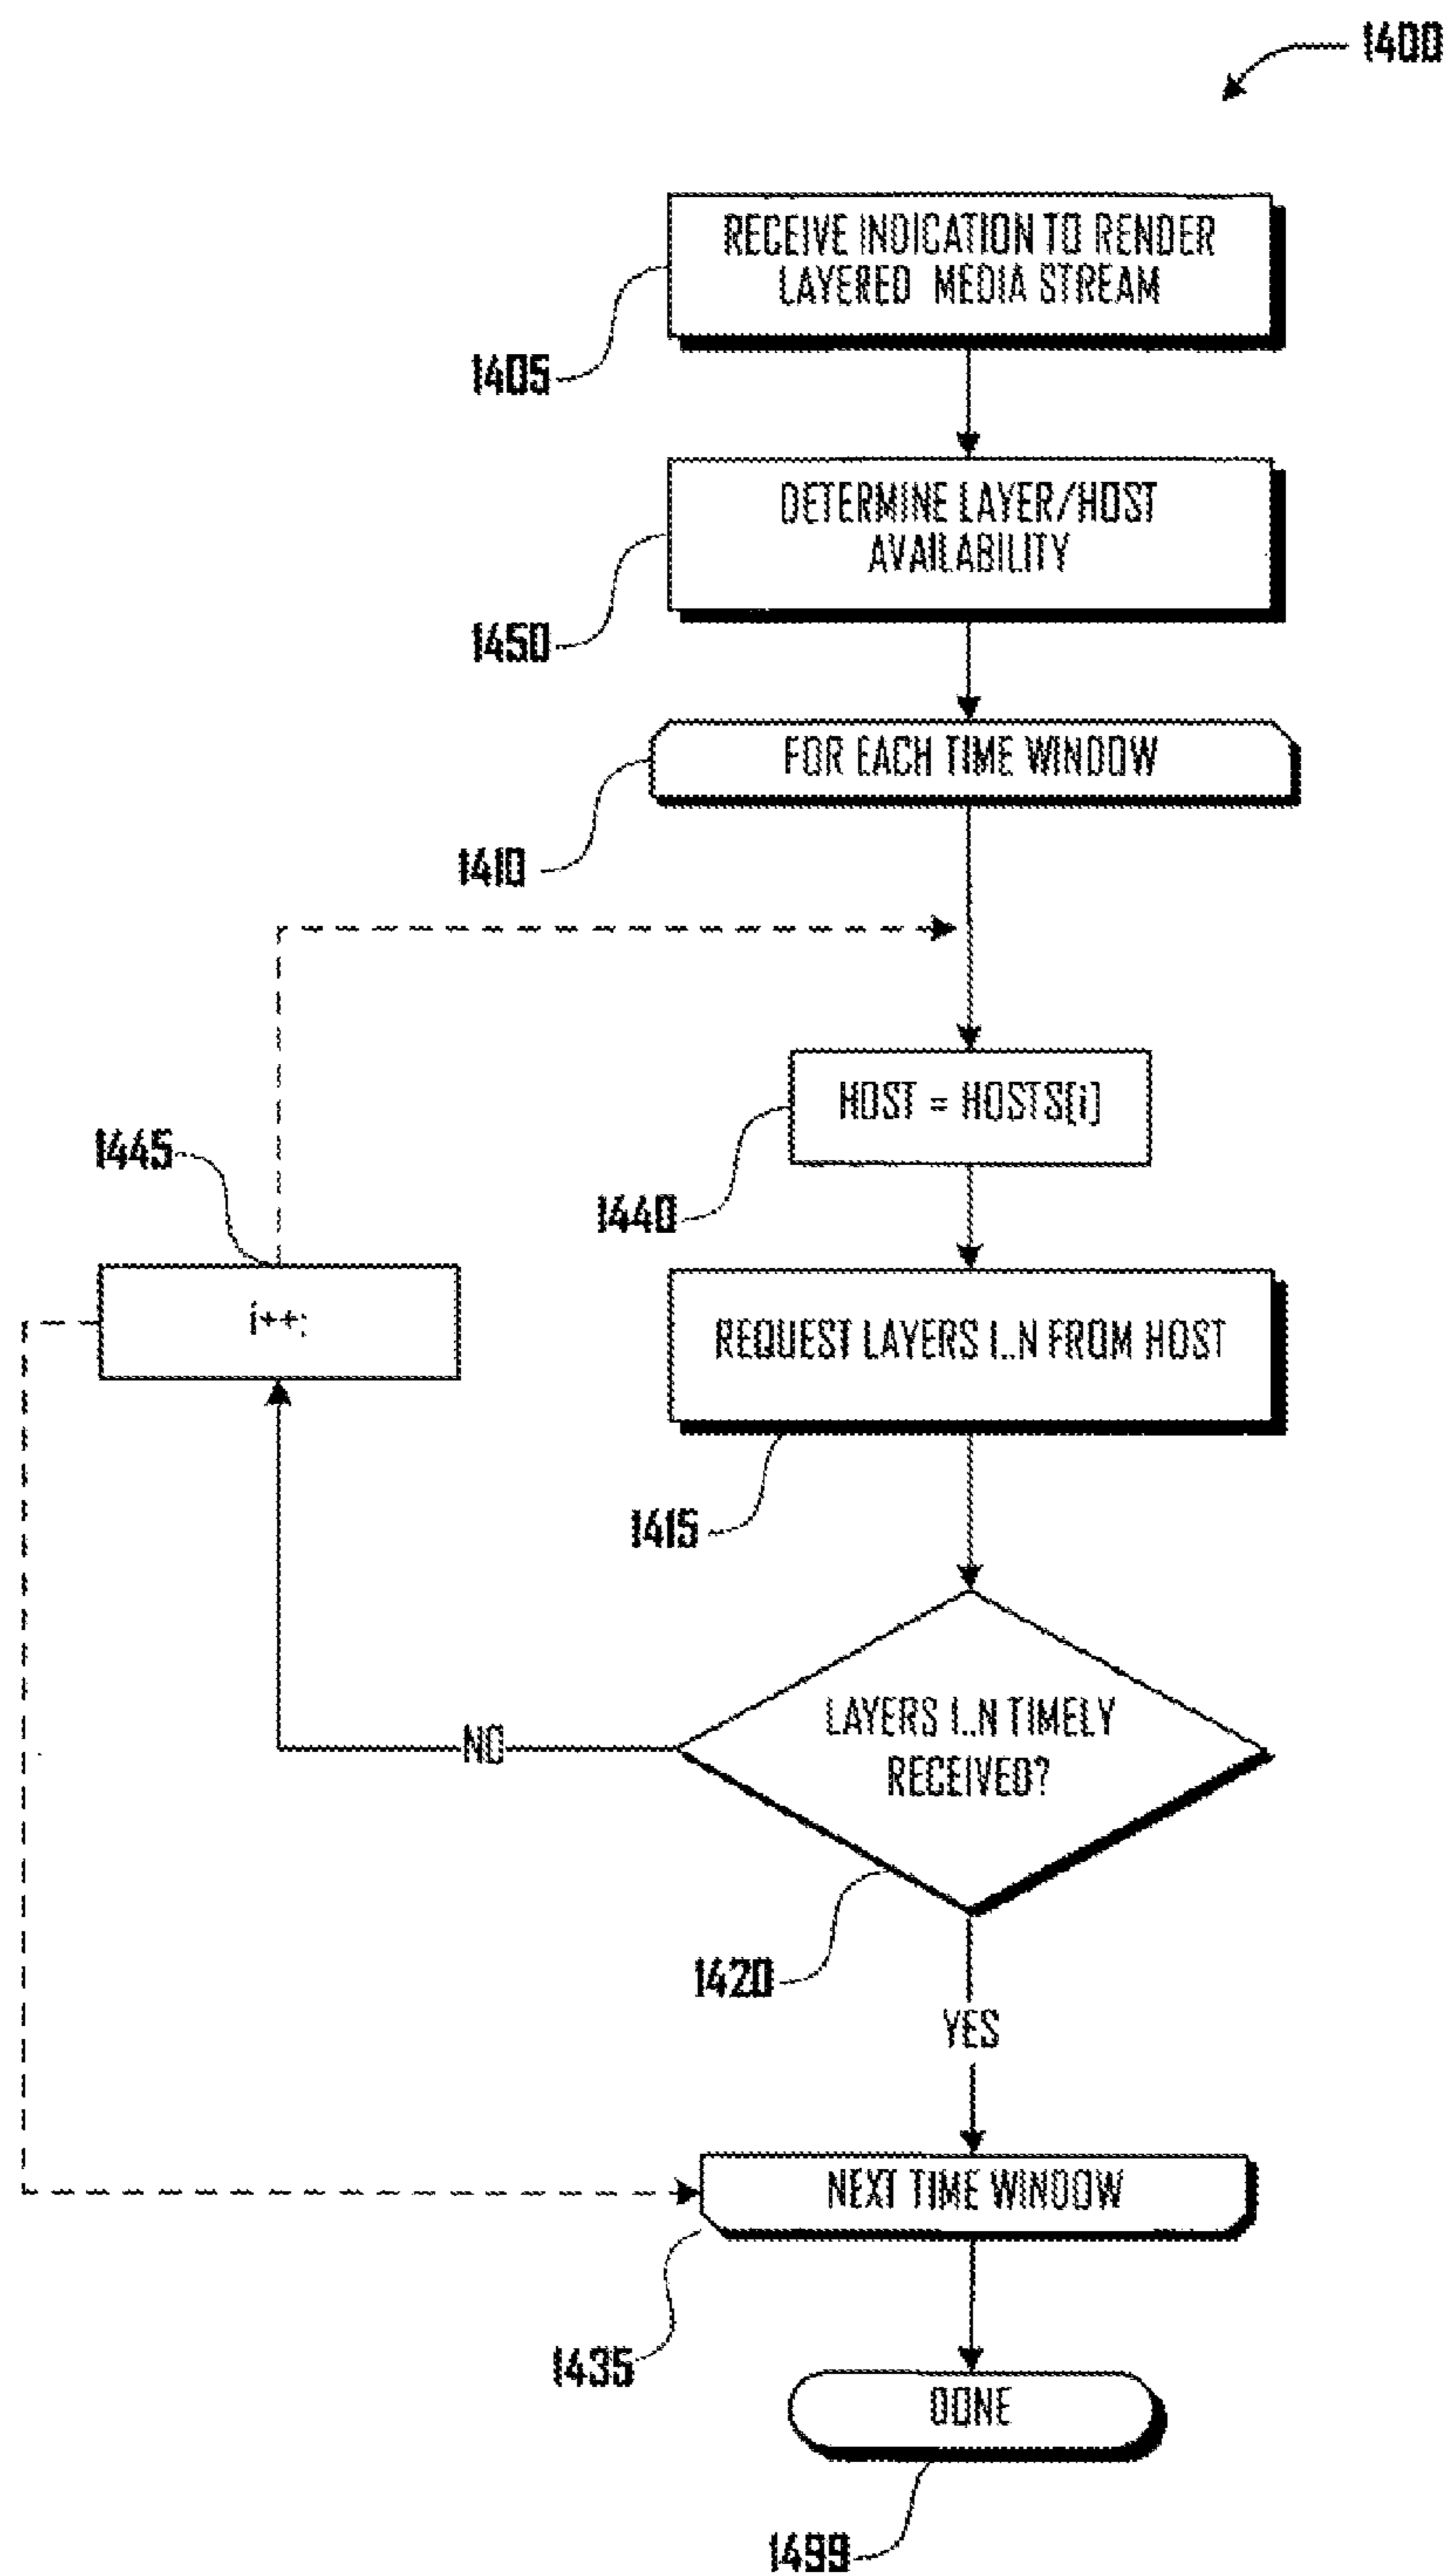 1400
RECEIVE INDICATION TO RENDER
LAYERED MEDIA STREAM
1405
DETERMINE LAYER/HOST
AVAILABILITY
1450
FOR EACH TIME WINDOW
1410
HOST = HOSTS[i]
1445
1440
i++;
REQUEST LAYERS 1..N FROM HOST
1415
LAYERS 1..N TIMELY
RECEIVED?
NO
1420
YES
NEXT TIME WINDOW
1435
DONE
1499